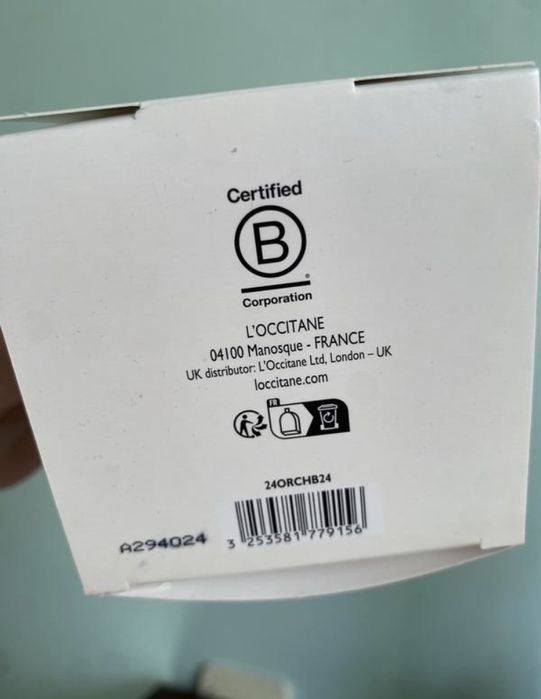 Certified
B
®
Corporation
L'OCCITANE
04100 Manosque - FRANCE
UK distributor: L'Occitane Ltd, London – UK
loccitane.com
FR
24ORCHB24
A294024
3 253581 779156